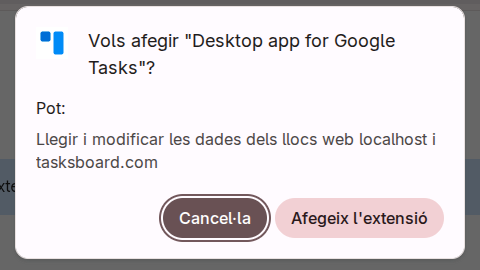 Vols afegir "Desktop app for Google
Tasks"?
Pot:
Llegir i modificar les dades dels llocs web localhost i
tasksboard.com
Cancel·la
Afegeix l'extensió